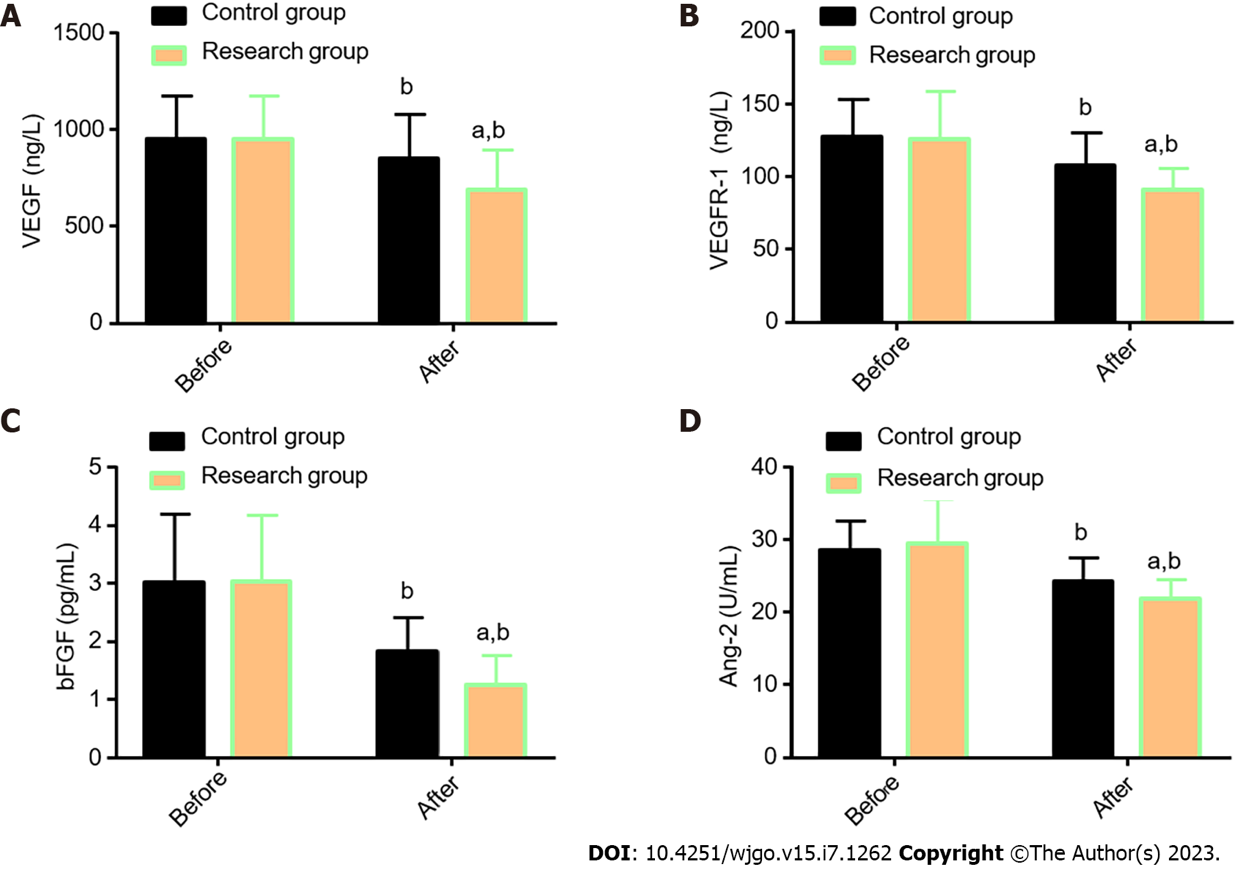 A
Control group
Research group
1500
1000
500
0
VEGF (ng/L)
b
a,b
Before
After
B
Control group
Research group
200
150
100
50
0
VEGFR-1 (ng/L)
b
a,b
Before
After
C
Control group
Research group
5
4
3
2
1
0
bFGF (pg/mL)
b
a,b
Before
After
D
Control group
Research group
40
30
20
10
0
Ang-2 (U/mL)
b
a,b
Before
After
DOI: 10.4251/wjgo.v15.i7.1262 Copyright ©The Author(s) 2023.